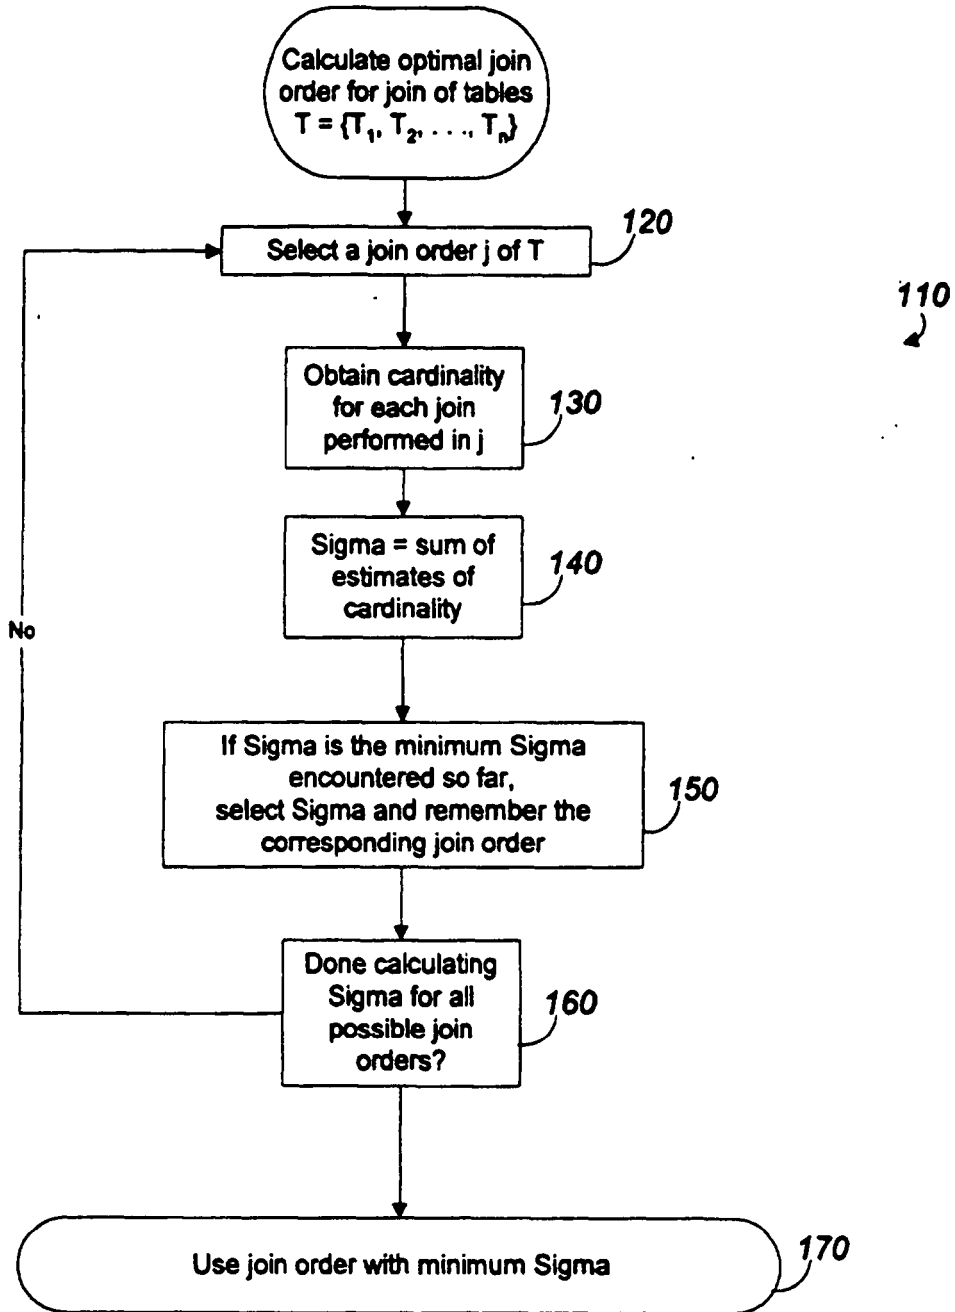 Calculate optimal join
order for join of tables
T = {T1, T2, . . ., Tn}
120
Select a join order j of T
110
Obtain cardinality
for each join
performed in j
130
Sigma = sum of
estimates of
cardinality
140
No
If Sigma is the minimum Sigma
encountered so far,
select Sigma and remember the
corresponding join order
150
Done calculating
Sigma for all
possible join
orders?
160
Use join order with minimum Sigma
170